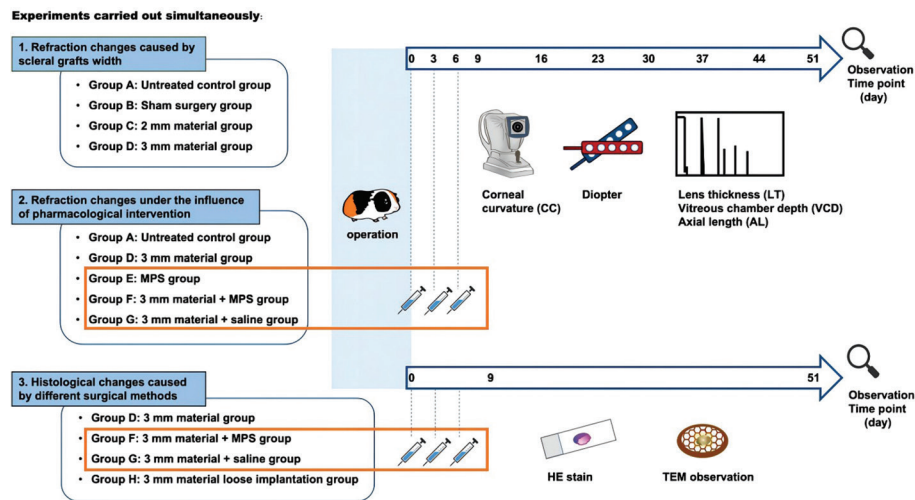 Experiments carried out simultaneously:
1. Refraction changes caused by
scleral grafts width
• Group A: Untreated control group
• Group B: Sham surgery group
• Group C: 2 mm material group
• Group D: 3 mm material group
0 3 6 9 16 23 30 37 44 51
Observation
Time point
(day)
Corneal
curvature (CC)
Diopter
Lens thickness (LT)
Vitreous chamber depth (VCD)
Axial length (AL)
2. Refraction changes under the influence
of pharmacological intervention
• Group A: Untreated control group
• Group D: 3 mm material group
• Group E: MPS group
• Group F: 3 mm material + MPS group
• Group G: 3 mm material + saline group
operation
3. Histological changes caused
by different surgical methods
• Group D: 3 mm material group
• Group F: 3 mm material + MPS group
• Group G: 3 mm material + saline group
• Group H: 3 mm material loose implantation group
0 9 51
Observation
Time point
(day)
HE stain
TEM observation